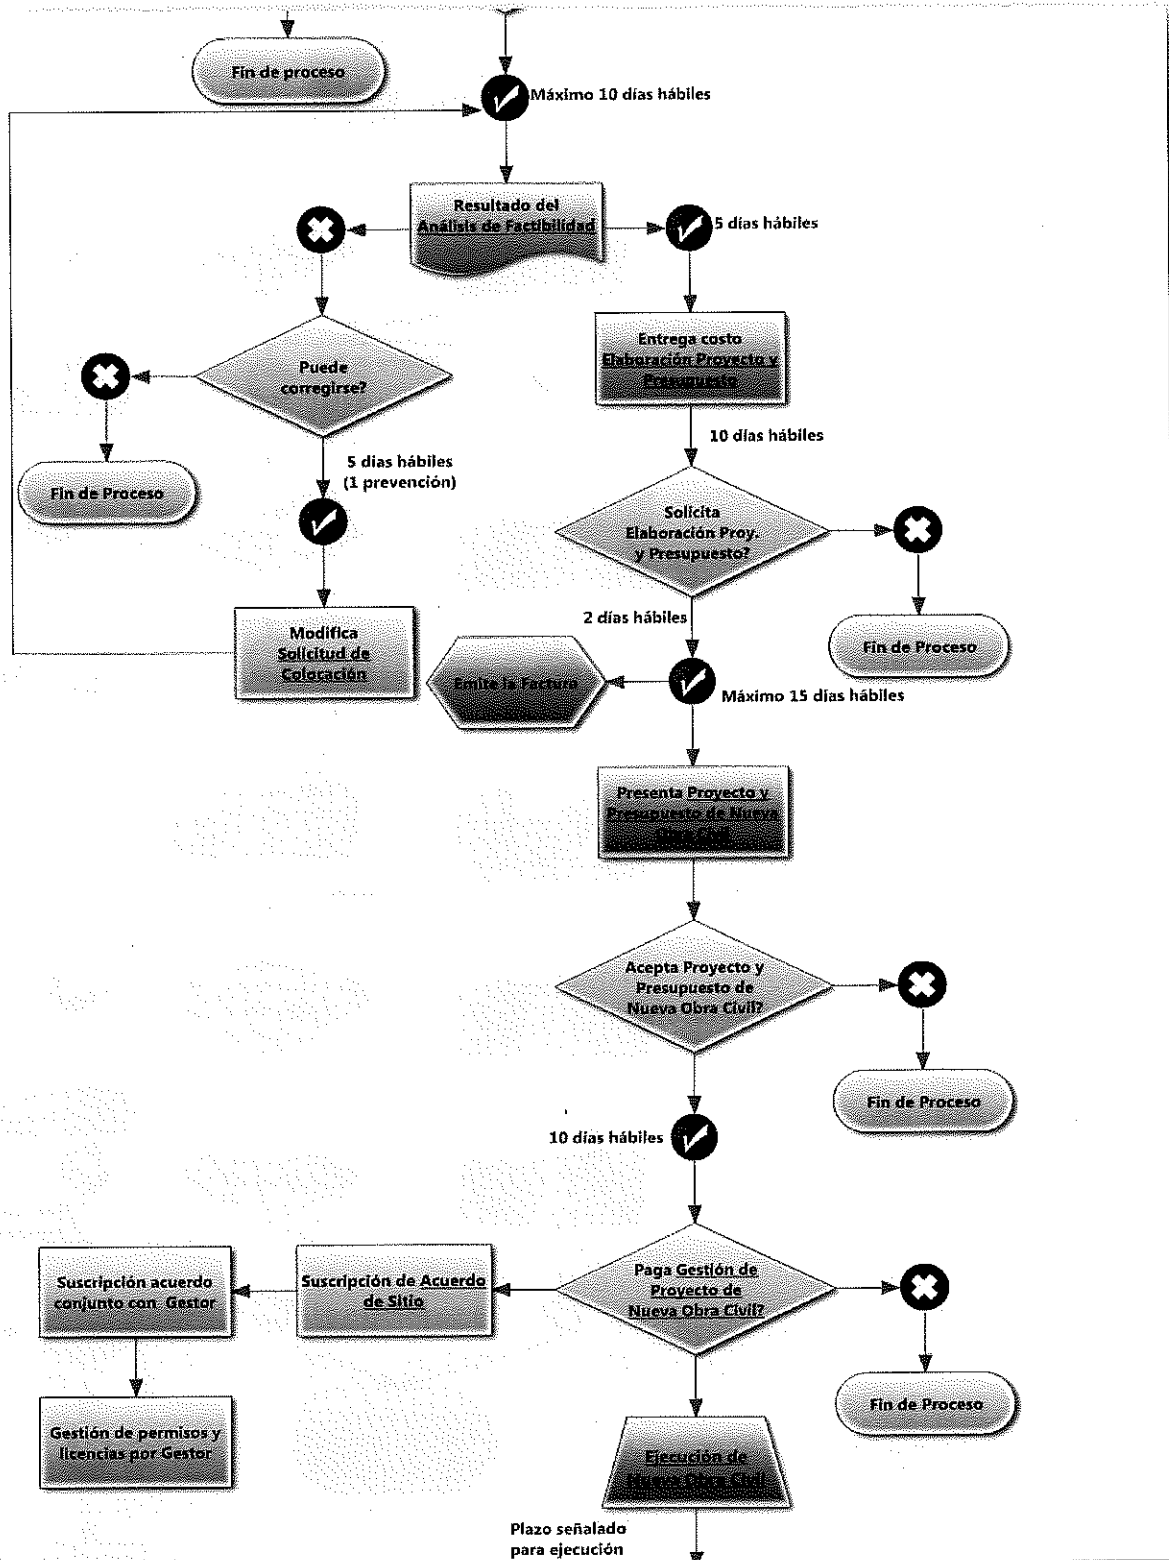 Fin de proceso
Máximo 10 días hábiles
Resultado del
Análisis de Factibilidad
5 días hábiles
Puede
corregirse?
Entrega costo
Elaboración Proyecto y
Presupuesto
10 días hábiles
5 días hábiles
(1 prevención)
Fin de Proceso
Solicita
Elaboración Proy.
y Presupuesto?
2 días hábiles
Fin de Proceso
Modifica
Solicitud de
Colocación
Emite la Factura
Máximo 15 días hábiles
Presenta Proyecto y
Presupuesto de Nueva
Obra Civil
Acepta Proyecto y
Presupuesto de
Nueva Obra Civil?
Fin de Proceso
10 días hábiles
Suscripción acuerdo
conjunto con Gestor
Suscripción de Acuerdo
de Sitio
Paga Gestión de
Proyecto de
Nueva Obra Civil?
Fin de Proceso
Gestión de permisos y
licencias por Gestor
Ejecución de
Nueva Obra Civil
Plazo señalado
para ejecución